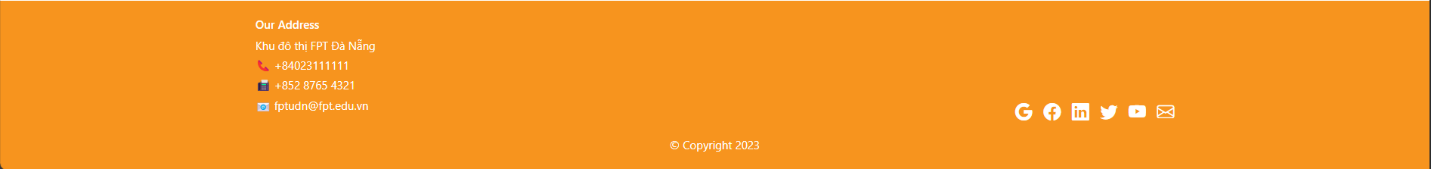 Our Address
Khu đô thị FPT Đà Nẵng
+84023111111
+852 8765 4321
fptudn@fpt.edu.vn
© Copyright 2023